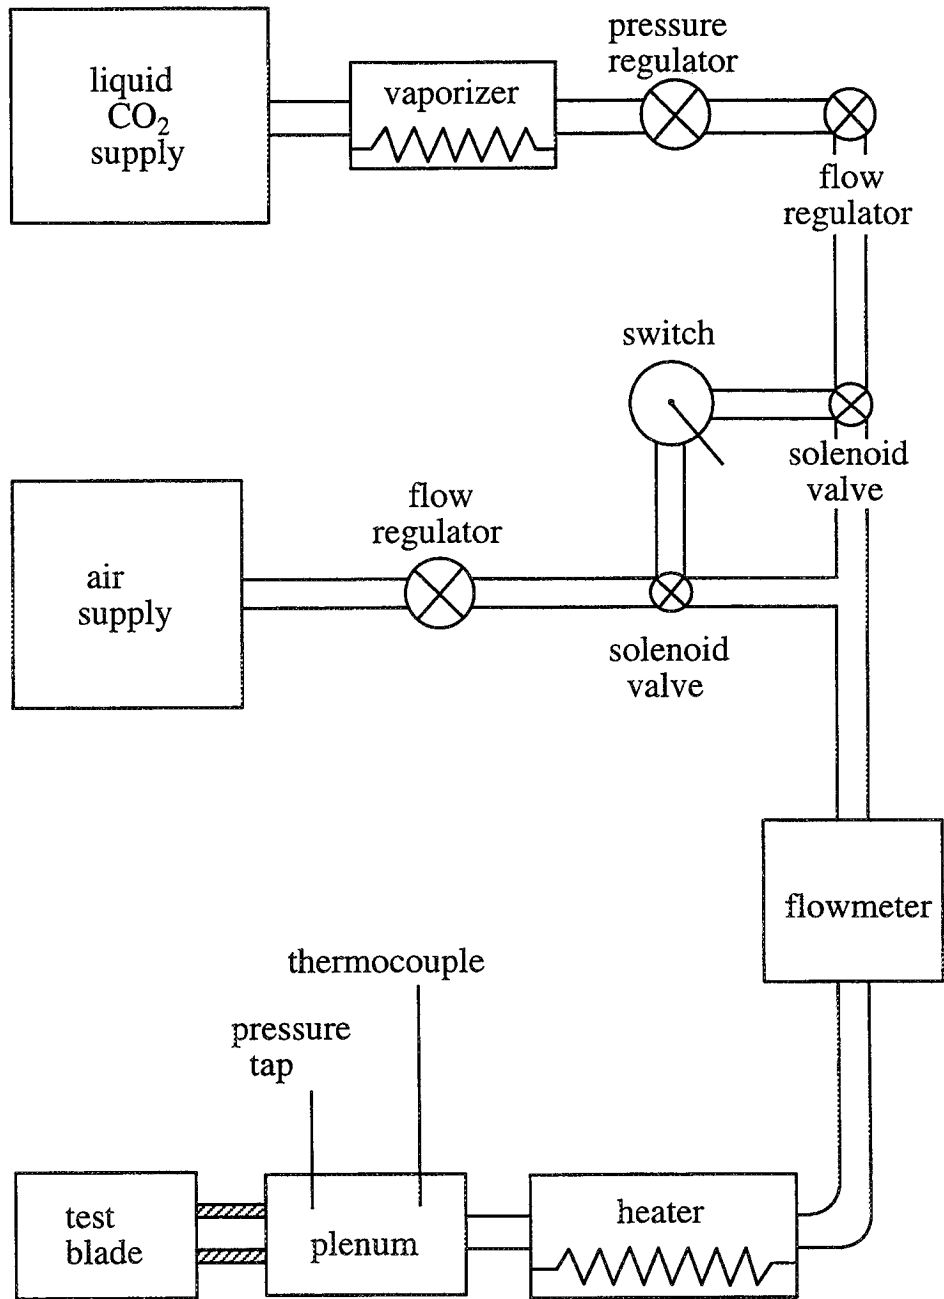 liquid
CO₂
supply
vaporizer
pressure
regulator
flow
regulator
switch
solenoid
valve
flow
regulator
air
supply
solenoid
valve
flowmeter
thermocouple
pressure
tap
test
blade
plenum
heater